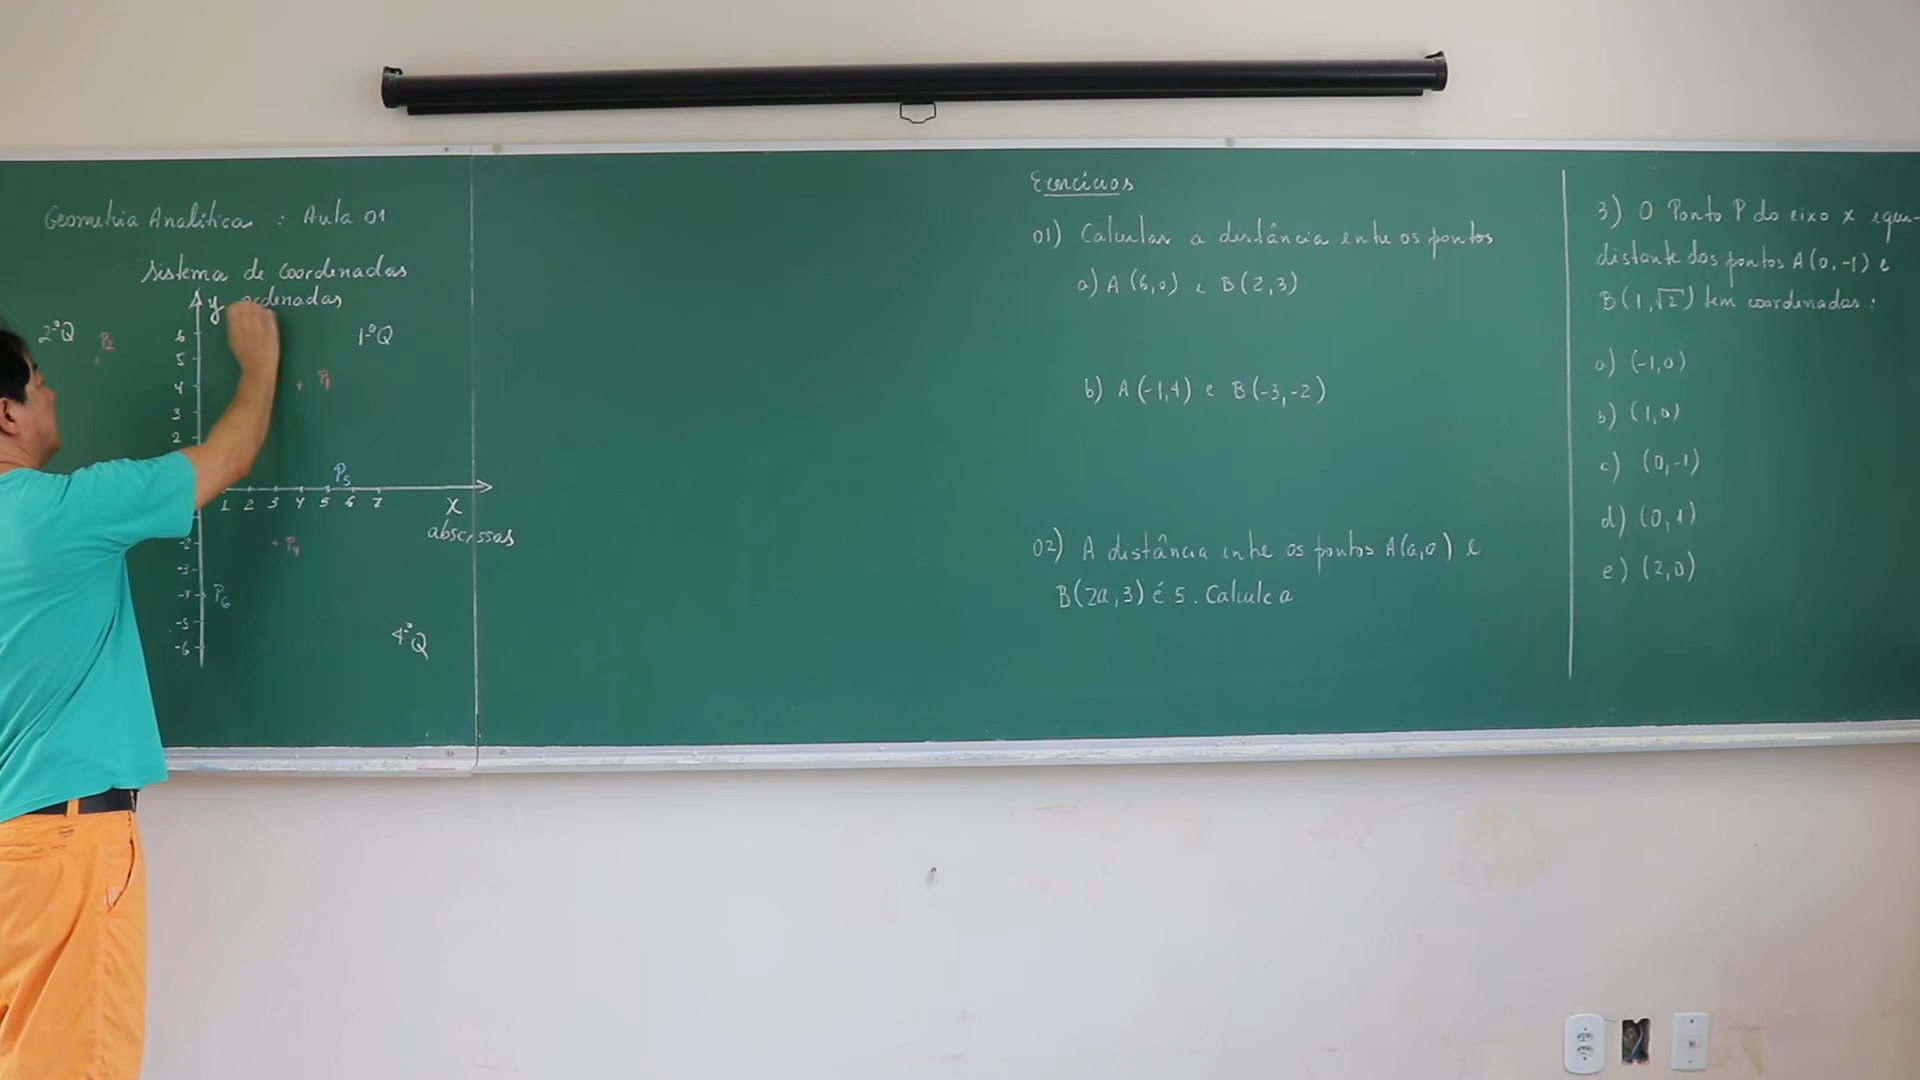 Geometria Analítica : Aula 01
Sistema de Coordenadas
y ordenadas
2ºQ
P2
1ºQ
6
5
4
3
2
P1
P5
1 2 3 4 5 6 7
x
abscissas
-2
-3
-4
-5
-6
P4
P6
4ºQ
Exercícios
01) Calcular a distância entre os pontos
a) A (6,0) e B(2,3)
b) A(-1,4) e B(-3,-2)
02) A distância entre os pontos A(a,0) e
B(2a,3) é 5. Calcule a
3) O Ponto P do eixo x equi-
distante dos pontos A(0,-1) e
B(1,√2) tem coordenadas:
a) (-1,0)
b) (1,0)
c) (0,-1)
d) (0,1)
e) (2,0)